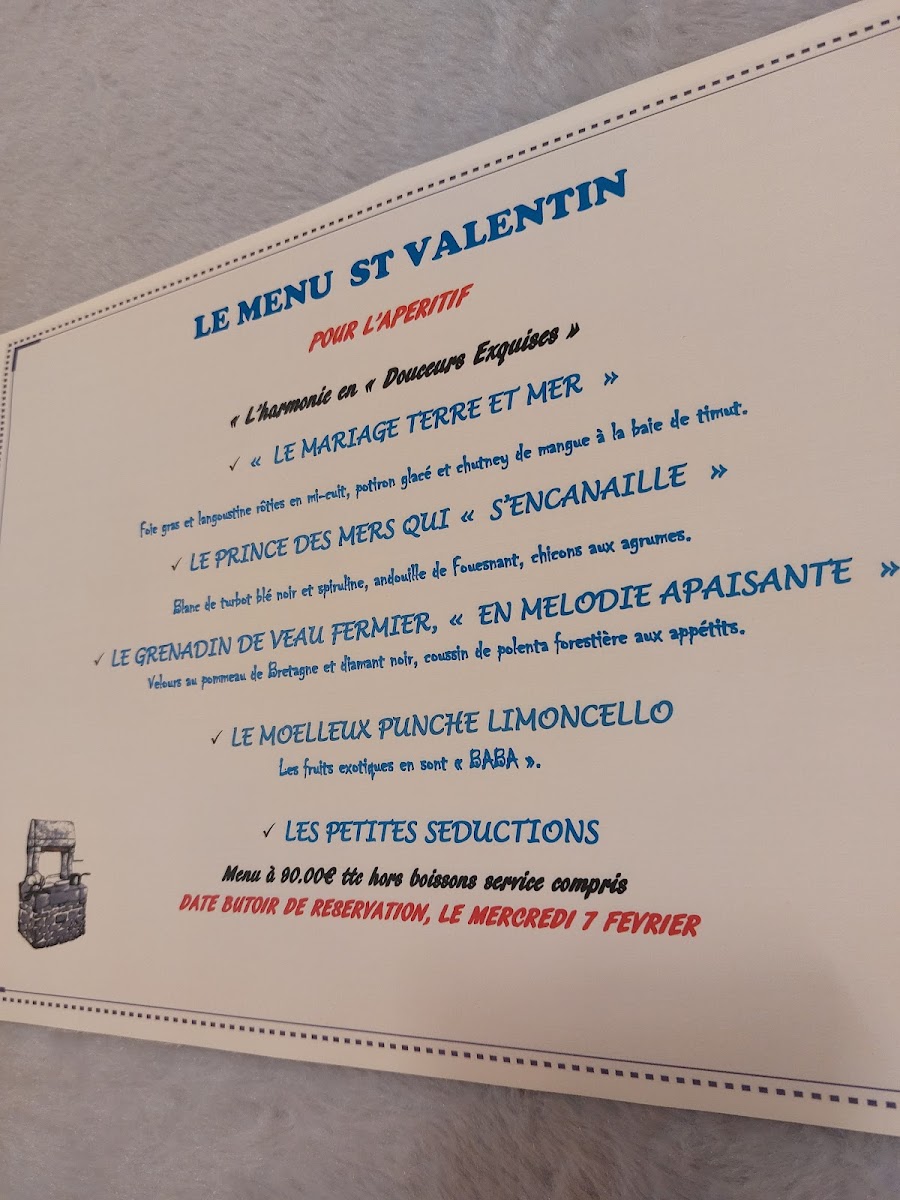 LE MENU ST VALENTIN
POUR L'APERITIF
« L'harmonie en « Douceurs Exquises »
✓ « LE MARIAGE TERRE ET MER »
Foie gras et langoustine rôties en mi-cuit, potiron glacé et chutney de mangue à la baie de timut.
✓ LE PRINCE DES MERS QUI « S'ENCANAILLE »
Blanc de turbot blé noir et spiruline, andouille de Fouesnant, chicons aux agrumes.
✓ LE GRENADIN DE VEAU FERMIER, « EN MELODIE APAISANTE »
Velours au pommeau de Bretagne et diamant noir, coussin de polenta forestière aux appétits.
✓ LE MOELLEUX PUNCHE LIMONCELLO
Les fruits exotiques en sont « BABA ».
✓ LES PETITES SEDUCTIONS
Menu à 90.00€ ttc hors boissons service compris
DATE BUTOIR DE RESERVATION, LE MERCREDI 7 FEVRIER